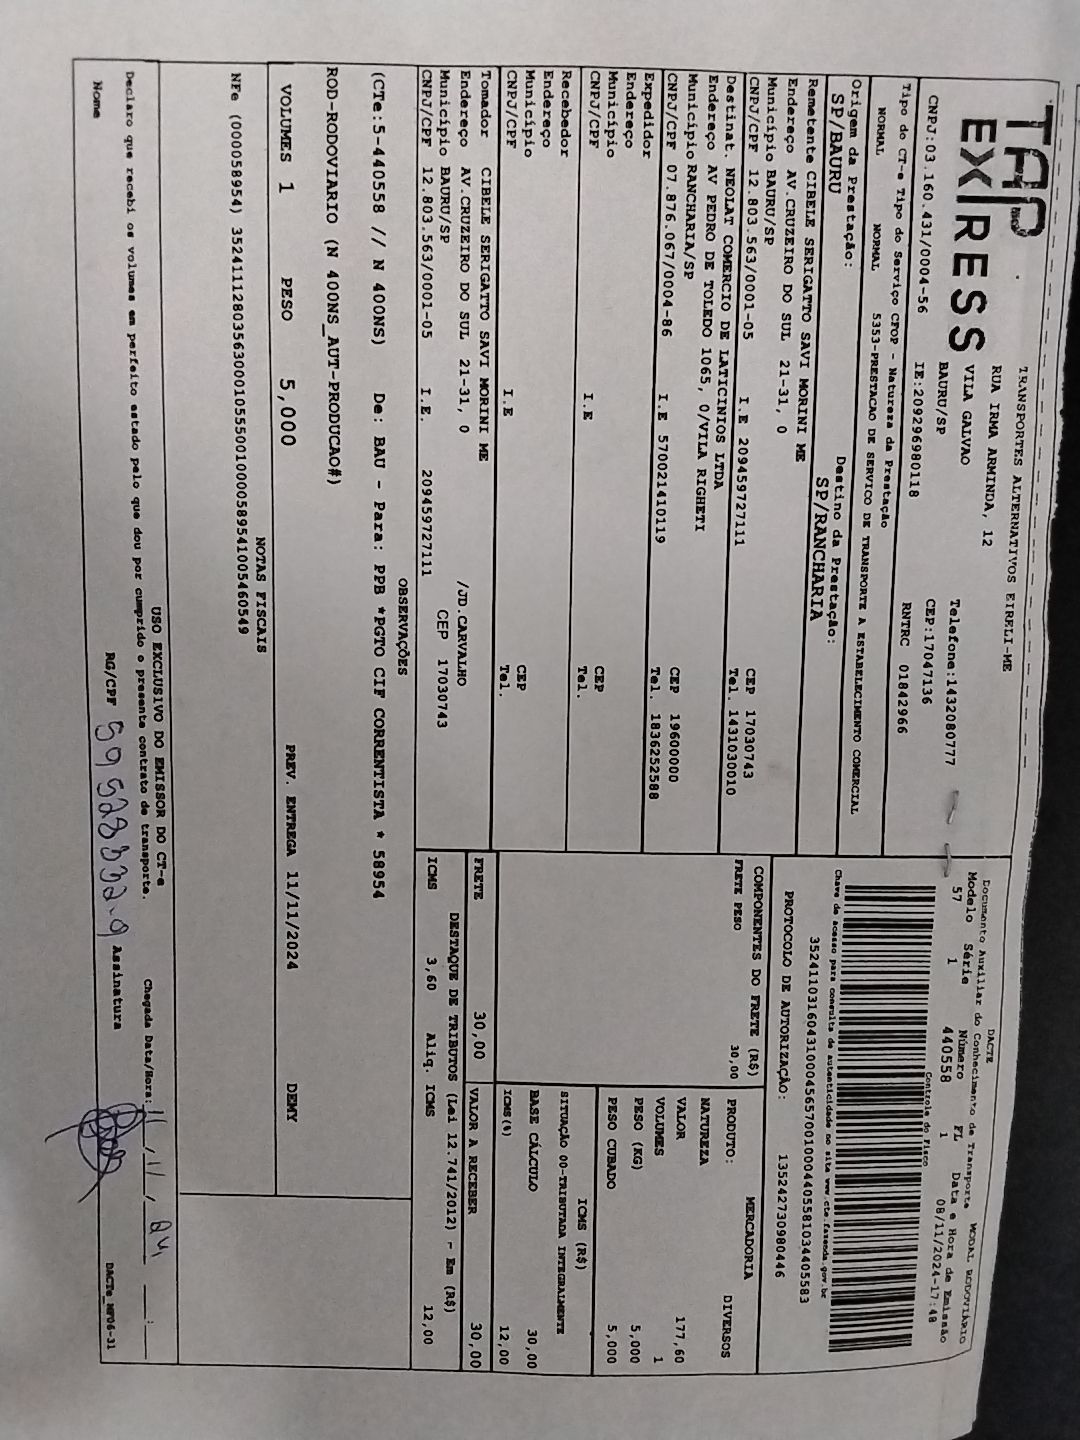 TRANSPORTES ALTERNATIVOS EIRELI-ME
TAP
EXPRESS
RUA IRMA ARMINDA, 12
VILA GALVAO
BAURU/SP
Telefone:1432080777
CEP:17047136
CNPJ:03.160.431/0004-56
IE:209296980118
RNTRC 01842966
Tipo do CT-e Tipo do Serviço CFOP - Natureza da Prestação
NORMAL NORMAL 5353-PRESTACAO DE SERVICO DE TRANSPORTE A ESTABELECIMENTO COMERCIAL
Origem da Prestação: Destino da Prestação:
SP/BAURU SP/RANCHARIA
Remetente CIBELE SERIGATTO SAVI MORINI ME
Endereço AV.CRUZEIRO DO SUL 21-31, 0
Município BAURU/SP CEP 17030743
CNPJ/CPF 12.803.563/0001-05 I.E 209459727111 Tel. 1431030010
Destinat. NEOLAT COMERCIO DE LATICINIOS LTDA
Endereço AV PEDRO DE TOLEDO 1065, 0/VILA RIGHETI
Município RANCHARIA/SP CEP 19600000
CNPJ/CPF 07.876.067/0004-86 I.E 570021410119 Tel. 1836252588
Expedidor
Endereço
Município CEP
CNPJ/CPF I.E Tel.
Recebedor
Endereço
Município CEP
CNPJ/CPF I.E Tel.
Tomador CIBELE SERIGATTO SAVI MORINI ME
Endereço AV.CRUZEIRO DO SUL 21-31, 0 /JD.CARVALHO
Município BAURU/SP CEP 17030743
CNPJ/CPF 12.803.563/0001-05 I.E. 209459727111
DACTE
Documento Auxiliar do Conhecimento de Transporte MODAL RODOVIÁRIO
Modelo Série Número FL Data e Hora de Emissão
57 1 440558 1 08/11/2024-17:48
Controle do Fisco
Chave de acesso para consulta de autenticidade no site www.cte.fazenda.gov.br
35241103160431000456570010004405581034405583
PROTOCOLO DE AUTORIZAÇÃO: 135242730980446
COMPONENTES DO FRETE (R$)
FRETE PESO 30,00
MERCADORIA
PRODUTO: DIVERSOS
NATUREZA
VALOR 177,60
VOLUMES 1
PESO (KG) 5,000
PESO CUBADO 5,000
ICMS (R$)
SITUAÇÃO 00-TRIBUTADA INTEGRALMENTE
BASE CÁLCULO 30,00
ICMS(%) 12,00
FRETE 30,00 VALOR A RECEBER 30,00
DESTAQUE DE TRIBUTOS (Lei 12.741/2012) - Em (R$)
ICMS 3,60 Aliq. ICMS 12,00
OBSERVAÇÕES
(CTe:5-440558 // N 400NS) De: BAU - Para: PPB *PGTO CIF CORRENTISTA * 58954
ROD-RODOVIARIO (N 400NS_AUT-PRODUCAO#)
VOLUMES 1 PESO 5,000 PREV. ENTREGA 11/11/2024 DEMY
NOTAS FISCAIS
NFe (000058954) 35241112803563000105550010000589541005460549
USO EXCLUSIVO DO EMISSOR DO CT-e
Declaro que recebi os volumes em perfeito estado pelo que dou por cumprido o presente contrato de transporte.
Chegada Data/Hora: 11/11/24 :
Nome RG/CPF Assinatura
DACTe_NF06-31